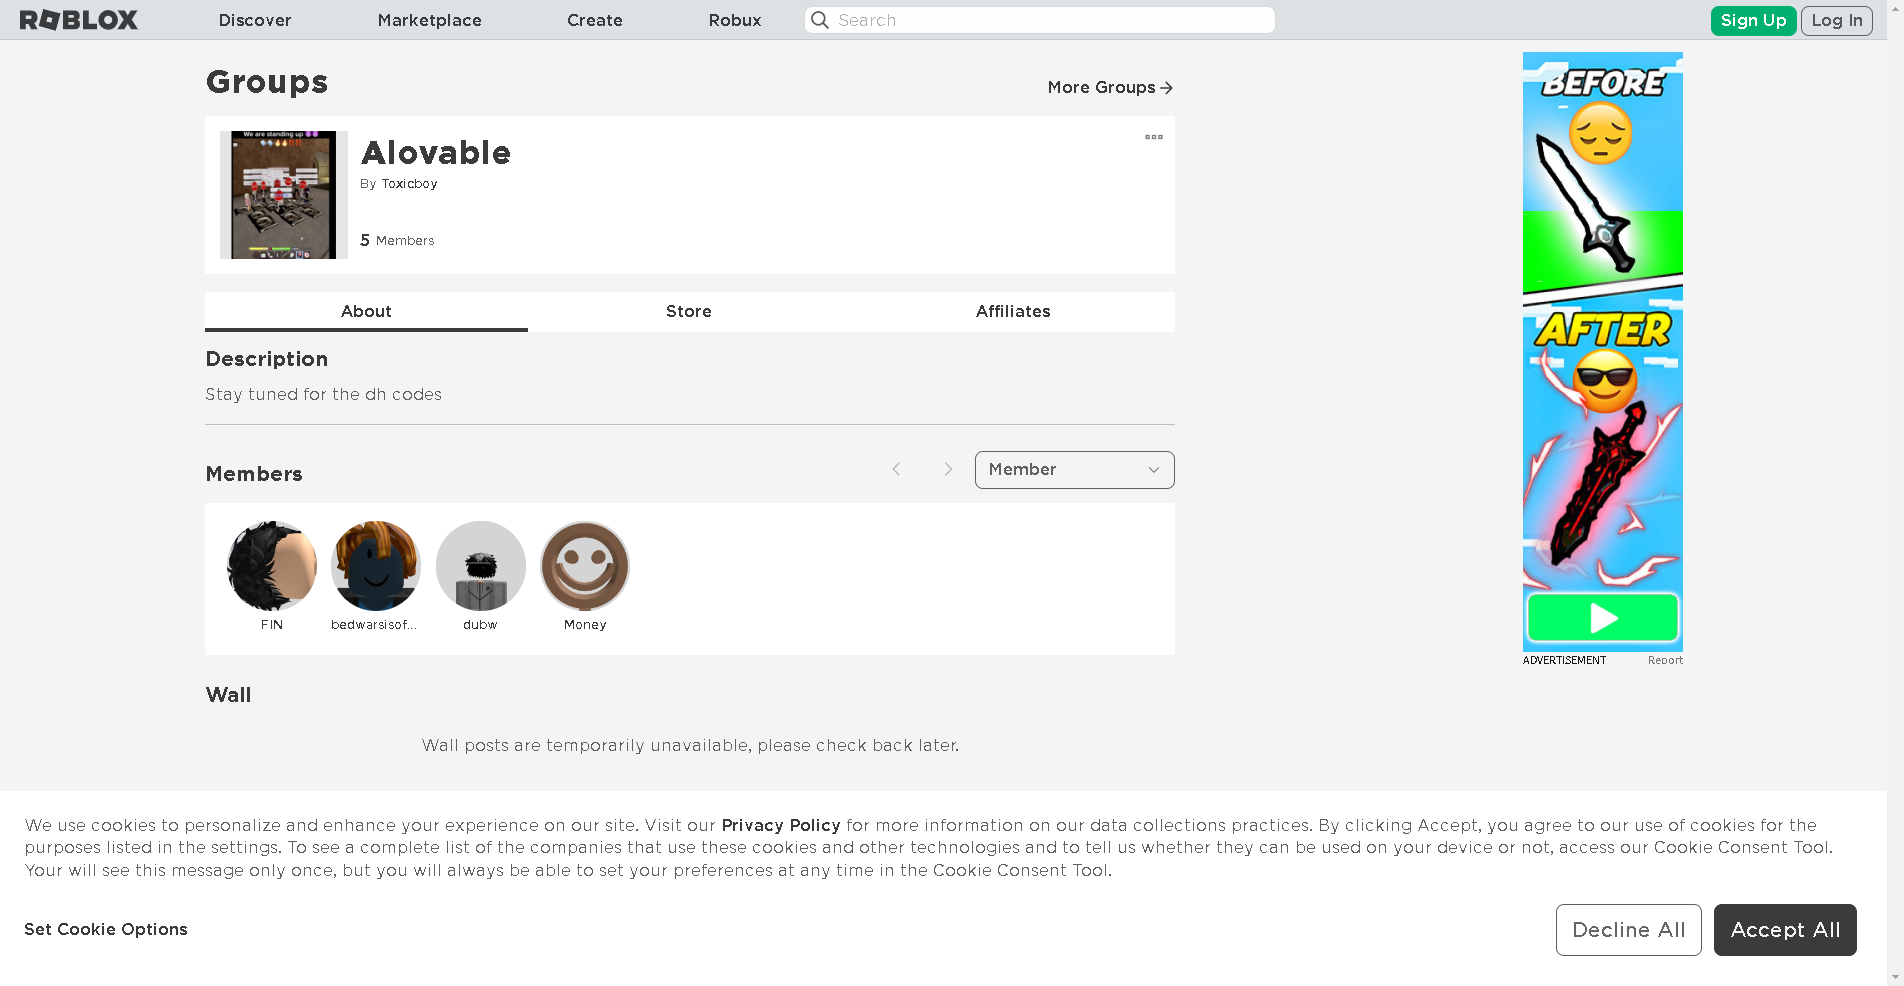 ROBLOX
Discover
Marketplace
Create
Robux
Search
Sign Up
Log In
Groups
More Groups
We are standing up
Alovable
By Toxicboy
5 Members
About
Store
Affiliates
Description
Stay tuned for the dh codes
Members
Member
FIN
bedwarsisof...
dubw
Money
Wall
Wall posts are temporarily unavailable, please check back later.
BEFORE
AFTER
ADVERTISEMENT
Report
We use cookies to personalize and enhance your experience on our site. Visit our Privacy Policy for more information on our data collections practices. By clicking Accept, you agree to our use of cookies for the
purposes listed in the settings. To see a complete list of the companies that use these cookies and other technologies and to tell us whether they can be used on your device or not, access our Cookie Consent Tool.
Your will see this message only once, but you will always be able to set your preferences at any time in the Cookie Consent Tool.
Set Cookie Options
Decline All
Accept All